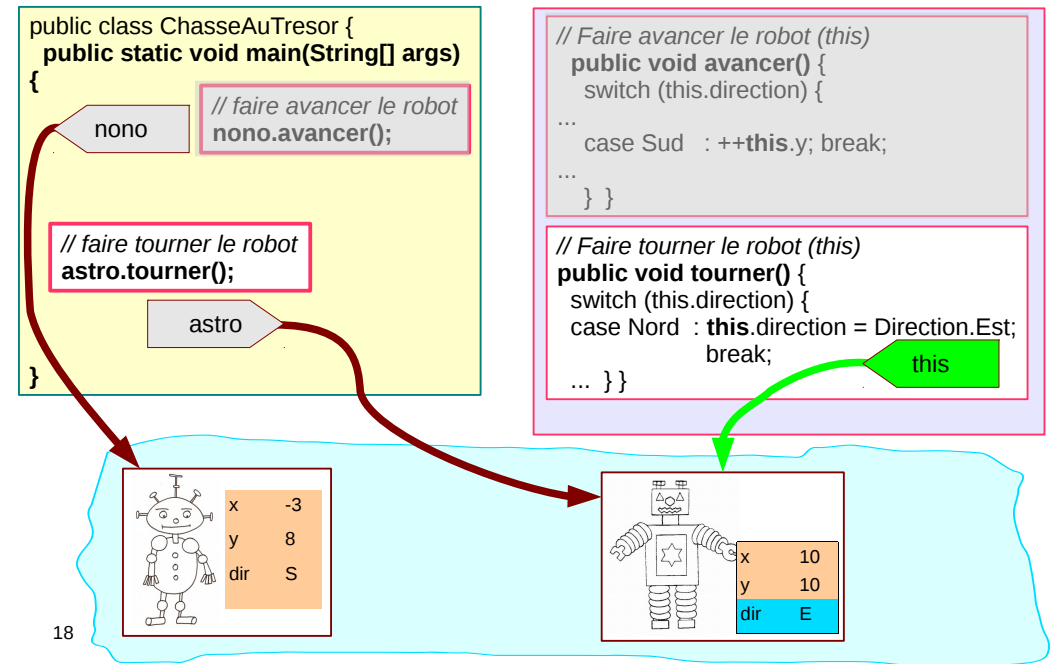 public class ChasseAuTresor {
public static void main(String[] args)
{
nono
// faire avancer le robot
nono.avancer();
// faire tourner le robot
astro.tourner();
astro
}
// Faire avancer le robot (this)
public void avancer() {
switch (this.direction) {
...
case Sud : ++this.y; break;
...
} }
// Faire tourner le robot (this)
public void tourner() {
switch (this.direction) {
case Nord : this.direction = Direction.Est;
break;
this
... } }
x -3
y 8
dir S
x 10
y 10
dir E
18